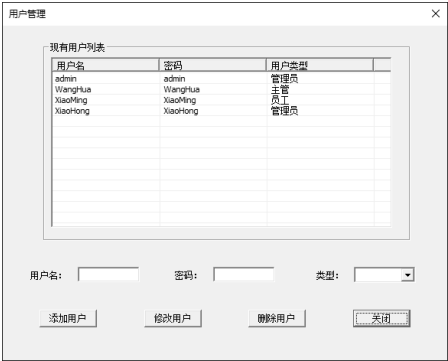 用户管理
现有用户列表
用户名 密码 用户类型
admin admin 管理员
WangHua WangHua 主管
XiaoMing XiaoMing 员工
XiaoHong XiaoHong 管理员
用户名： 密码： 类型：
添加用户 修改用户 删除用户 关闭